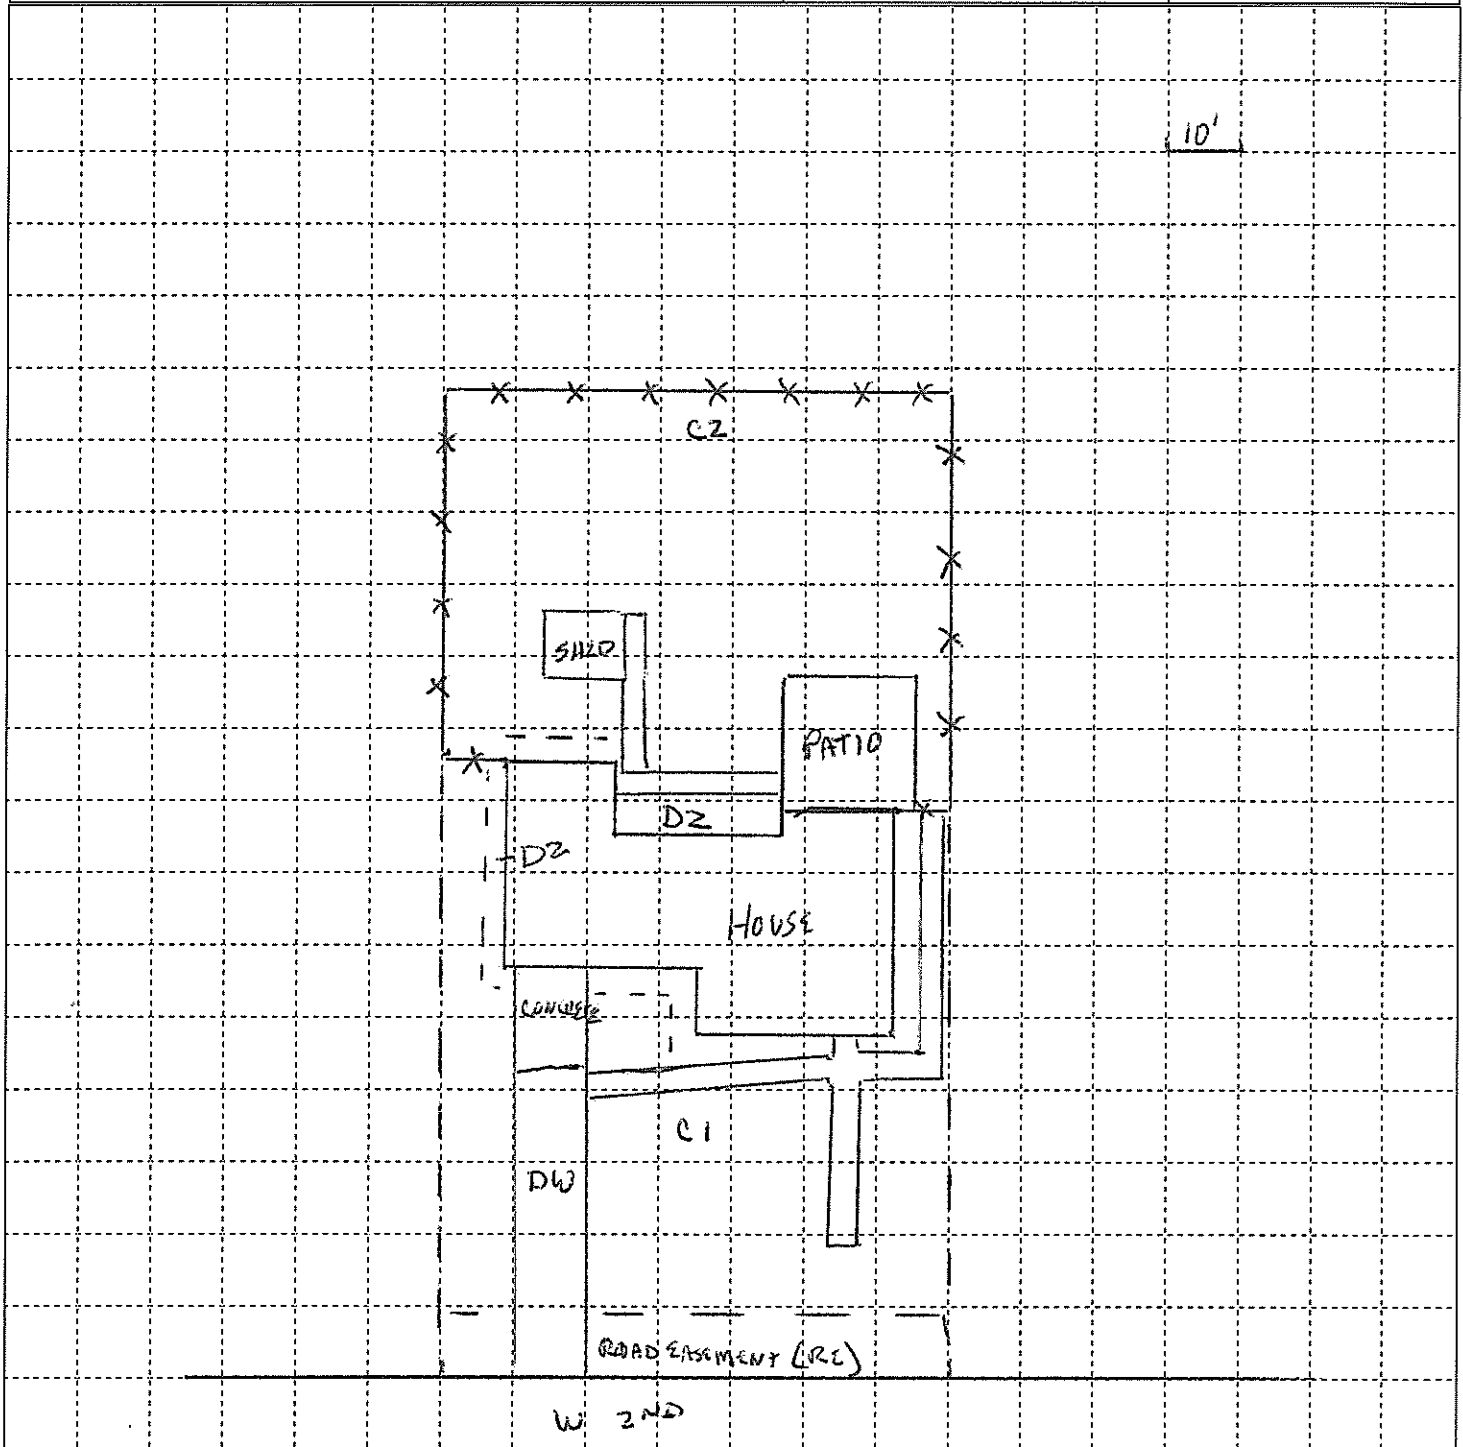 10'
C2
SHED
PATIO
D2
D2
HOUSE
CONCRETE
C1
DW
ROAD EASEMENT (RE)
W 2ND